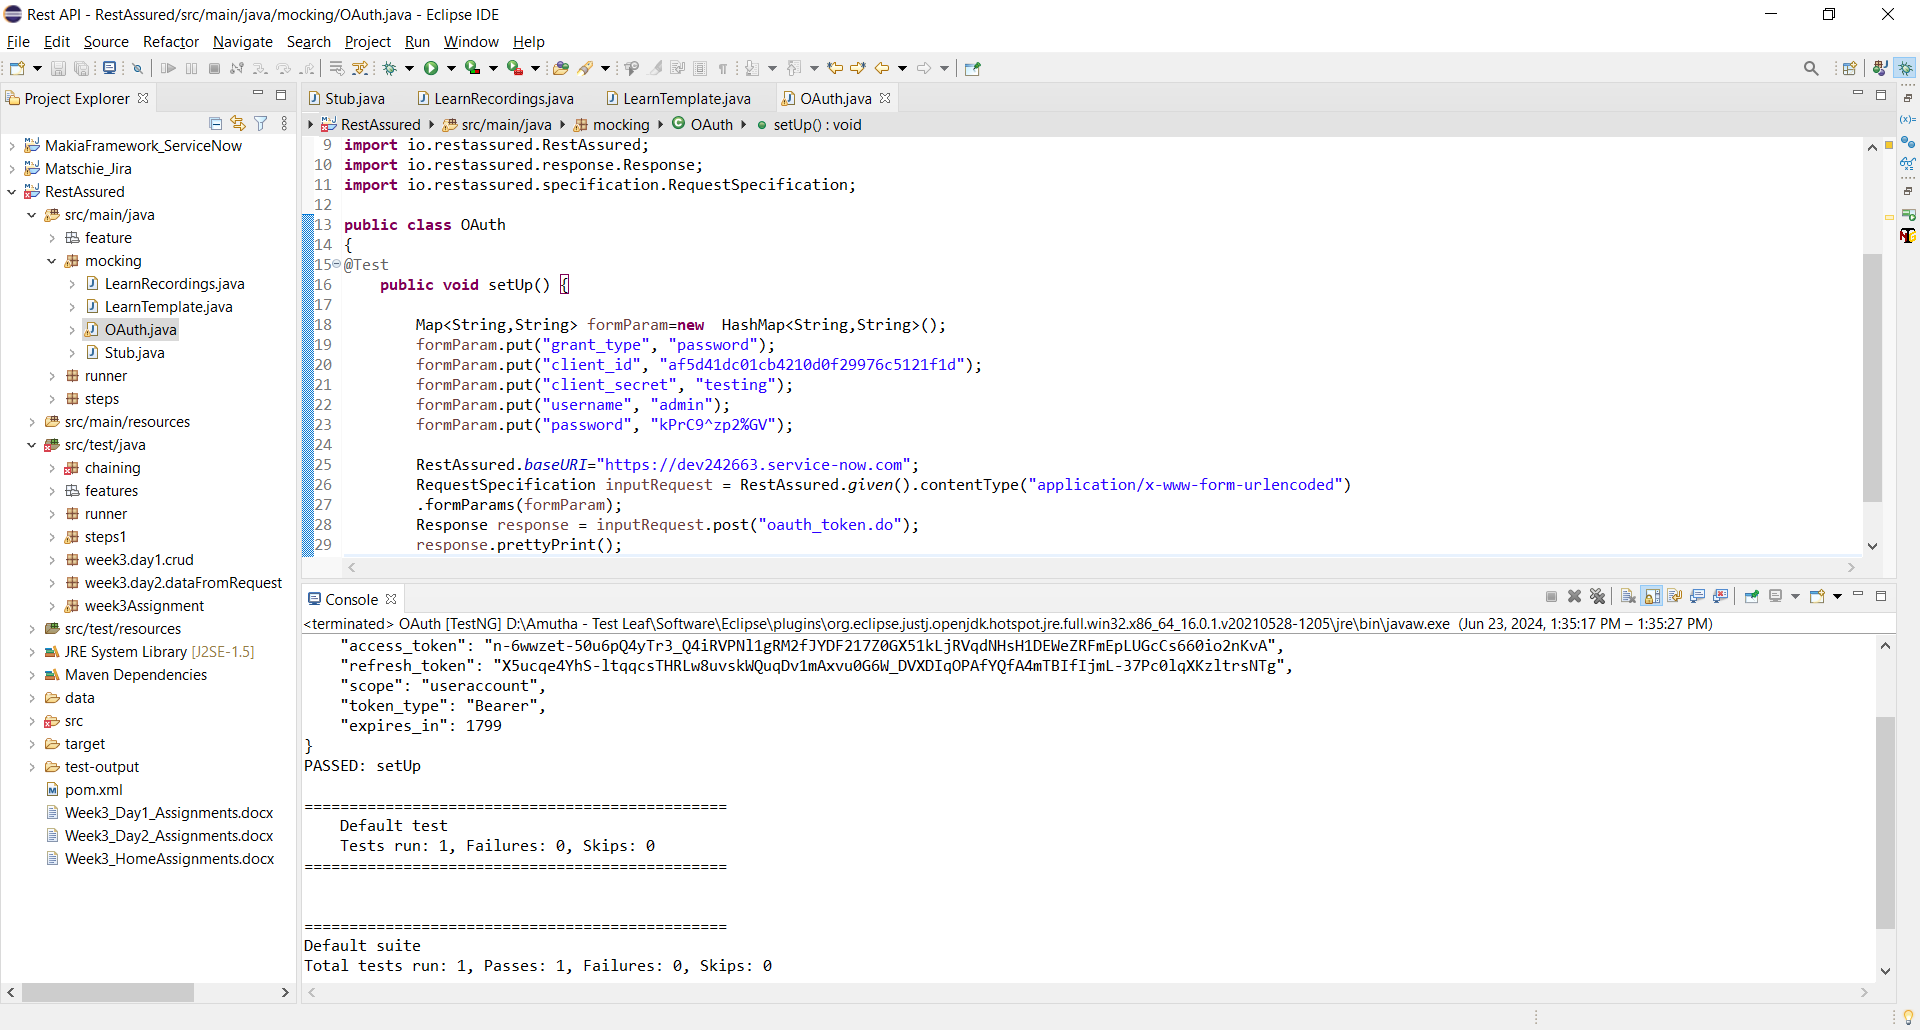 Rest API - RestAssured/src/main/java/mocking/OAuth.java - Eclipse IDE
File Edit Source Refactor Navigate Search Project Run Window Help
Project Explorer
MakiaFramework_ServiceNow
Matschie_Jira
RestAssured
src/main/java
feature
mocking
LearnRecordings.java
LearnTemplate.java
OAuth.java
Stub.java
runner
steps
src/main/resources
src/test/java
chaining
features
runner
steps1
week3.day1.crud
week3.day2.dataFromRequest
week3Assignment
src/test/resources
JRE System Library [J2SE-1.5]
Maven Dependencies
data
src
target
test-output
pom.xml
Week3_Day1_Assignments.docx
Week3_Day2_Assignments.docx
Week3_HomeAssignments.docx
Stub.java LearnRecordings.java LearnTemplate.java OAuth.java
RestAssured src/main/java mocking OAuth setUp() : void
9 import io.restassured.RestAssured;
10 import io.restassured.response.Response;
11 import io.restassured.specification.RequestSpecification;
12
13 public class OAuth
14 {
15 @Test
16 public void setUp() {
17
18 Map<String,String> formParam=new HashMap<String,String>();
19 formParam.put("grant_type", "password");
20 formParam.put("client_id", "af5d41dc01cb4210d0f29976c5121f1d");
21 formParam.put("client_secret", "testing");
22 formParam.put("username", "admin");
23 formParam.put("password", "kPrC9^zp2%GV");
24
25 RestAssured.baseURI="https://dev242663.service-now.com";
26 RequestSpecification inputRequest = RestAssured.given().contentType("application/x-www-form-urlencoded")
27 .formParams(formParam);
28 Response response = inputRequest.post("oauth_token.do");
29 response.prettyPrint();
Console
<terminated> OAuth [TestNG] D:\Amutha - Test Leaf\Software\Eclipse\plugins\org.eclipse.justj.openjdk.hotspot.jre.full.win32.x86_64_16.0.1.v20210528-1205\jre\bin\javaw.exe (Jun 23, 2024, 1:35:17 PM – 1:35:27 PM)
"access_token": "n-6wwzet-50u6pQ4yTr3_Q4iRVPNl1gRM2fJYDF217Z0GX51kLjRVqdNHsH1DEWeZRFmEpLUGcCs660io2nKvA",
"refresh_token": "X5ucqe4YhS-ltqqcsTHRLw8uvskWQuqDv1mAxvu0G6W_DVXDIqOPAfYQfA4mTBIfIjmL-37Pc0lqXKzltrsNTg",
"scope": "useraccount",
"token_type": "Bearer",
"expires_in": 1799
}
PASSED: setUp
===============================================
Default test
Tests run: 1, Failures: 0, Skips: 0
===============================================
===============================================
Default suite
Total tests run: 1, Passes: 1, Failures: 0, Skips: 0